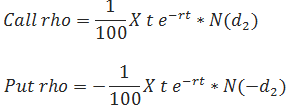 Call rho = 1/100 X t e^{-rt} * N(d_2)
Put rho = - 1/100 X t e^{-rt} * N(-d_2)